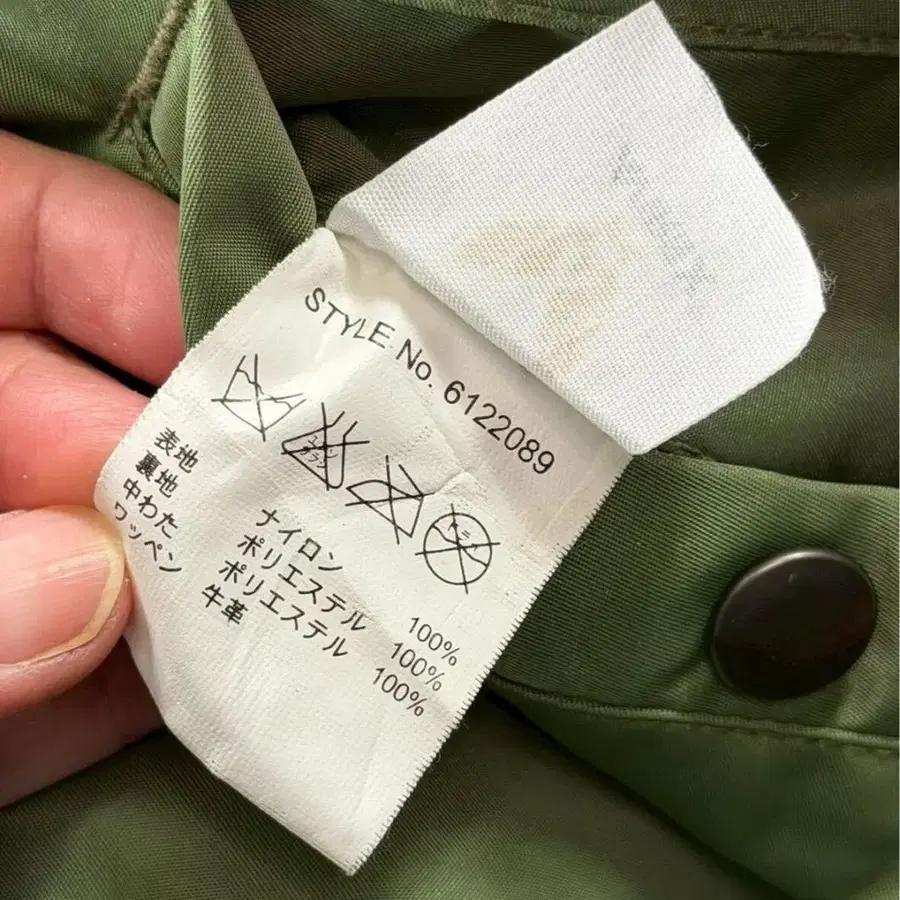 STYLE No. 6122089
表地 ナイロン 100%
裏地 ポリエステル 100%
中わた ポリエステル 100%
ワッペン 牛革